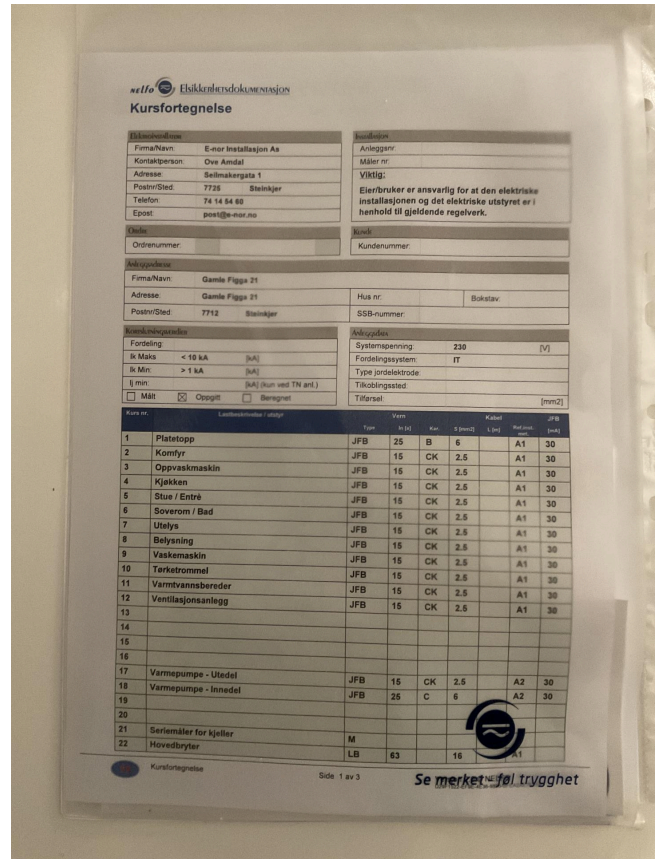 nelfo Elsikkerhetsdokumentasjon
Kursfortegnelse
Firma/Navn: E-nor Installasjon As
Kontaktperson: Ove Amdal
Adresse: Seilmakergata 1
Postnr/Sted: 7725 Steinkjer
Telefon: 74 14 54 60
Epost: post@e-nor.no
Installasjon
Anleggsnr.
Måler nr.
Viktig:
Eier/bruker er ansvarlig for at den elektriske
installasjonen og det elektriske utstyret er i
henhold til gjeldende regelverk.
Ordre
Ordrenummer:
Kunde
Kundenummer:
Anleggsadresse
Firma/Navn: Gamle Figga 21
Adresse: Gamle Figga 21 Hus nr: Bokstav:
Postnr/Sted: 7712 Steinkjer SSB-nummer:
Fordeling:
Ik Maks < 10 kA [kA]
Ik Min: > 1 kA [kA]
Ij min: [kA] (kun ved TN anl.)
Målt Oppgitt Beregnet
Anleggsdata
Systemspenning: 230 [V]
Fordelingssystem: IT
Type jordelektrode:
Tilkoblingssted:
Tilførsel: [mm2]
Kurs nr. Lastbeskrivelse / utstyr Vern Kabel JFB
Type In [a] Kar. S [mm2] L [m] Ref.inst. met. [mA]
1 Platetopp JFB 25 B 6 A1 30
2 Komfyr JFB 15 CK 2.5 A1 30
3 Oppvaskmaskin JFB 15 CK 2.5 A1 30
4 Kjøkken JFB 15 CK 2.5 A1 30
5 Stue / Entrè JFB 15 CK 2.5 A1 30
6 Soverom / Bad JFB 15 CK 2.5 A1 30
7 Utelys JFB 15 CK 2.5 A1 30
8 Belysning JFB 15 CK 2.5 A1 30
9 Vaskemaskin JFB 15 CK 2.5 A1 30
10 Tørketrommel JFB 15 CK 2.5 A1 30
11 Varmtvannsbereder JFB 15 CK 2.5 A1 30
12 Ventilasjonsanlegg JFB 15 CK 2.5 A1 30
13
14
15
16
17 Varmepumpe - Utedel JFB 15 CK 2.5 A2 30
18 Varmepumpe - Innedel JFB 25 C 6 A2 30
19
20
21 Seriemåler for kjeller M
22 Hovedbryter LB 63 16 A1
Kursfortegnelse
Side 1 av 3
Se merket - føl trygghet